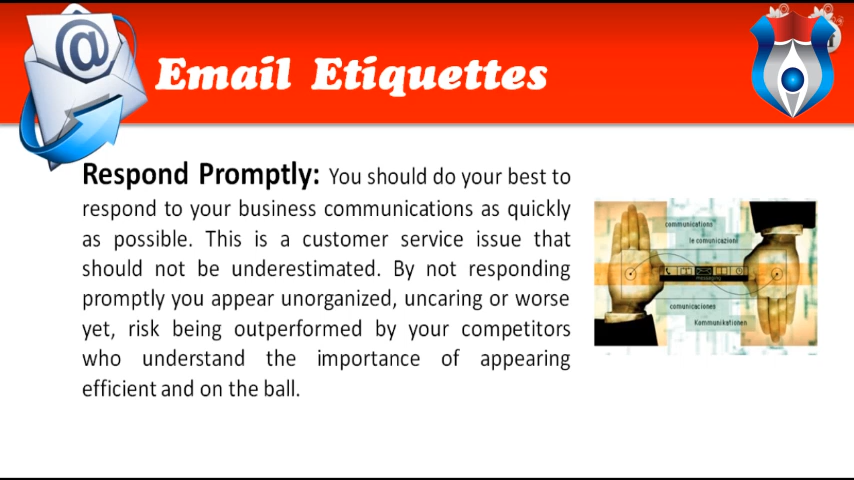 Email Etiquettes
Respond Promptly: You should do your best to
respond to your business communications as quickly
as possible. This is a customer service issue that
should not be underestimated. By not responding
promptly you appear unorganized, uncaring or worse
yet, risk being outperformed by your competitors
who understand the importance of appearing
efficient and on the ball.
communications
le comunicazioni
messaging
comunicaciones
Kommunikationen